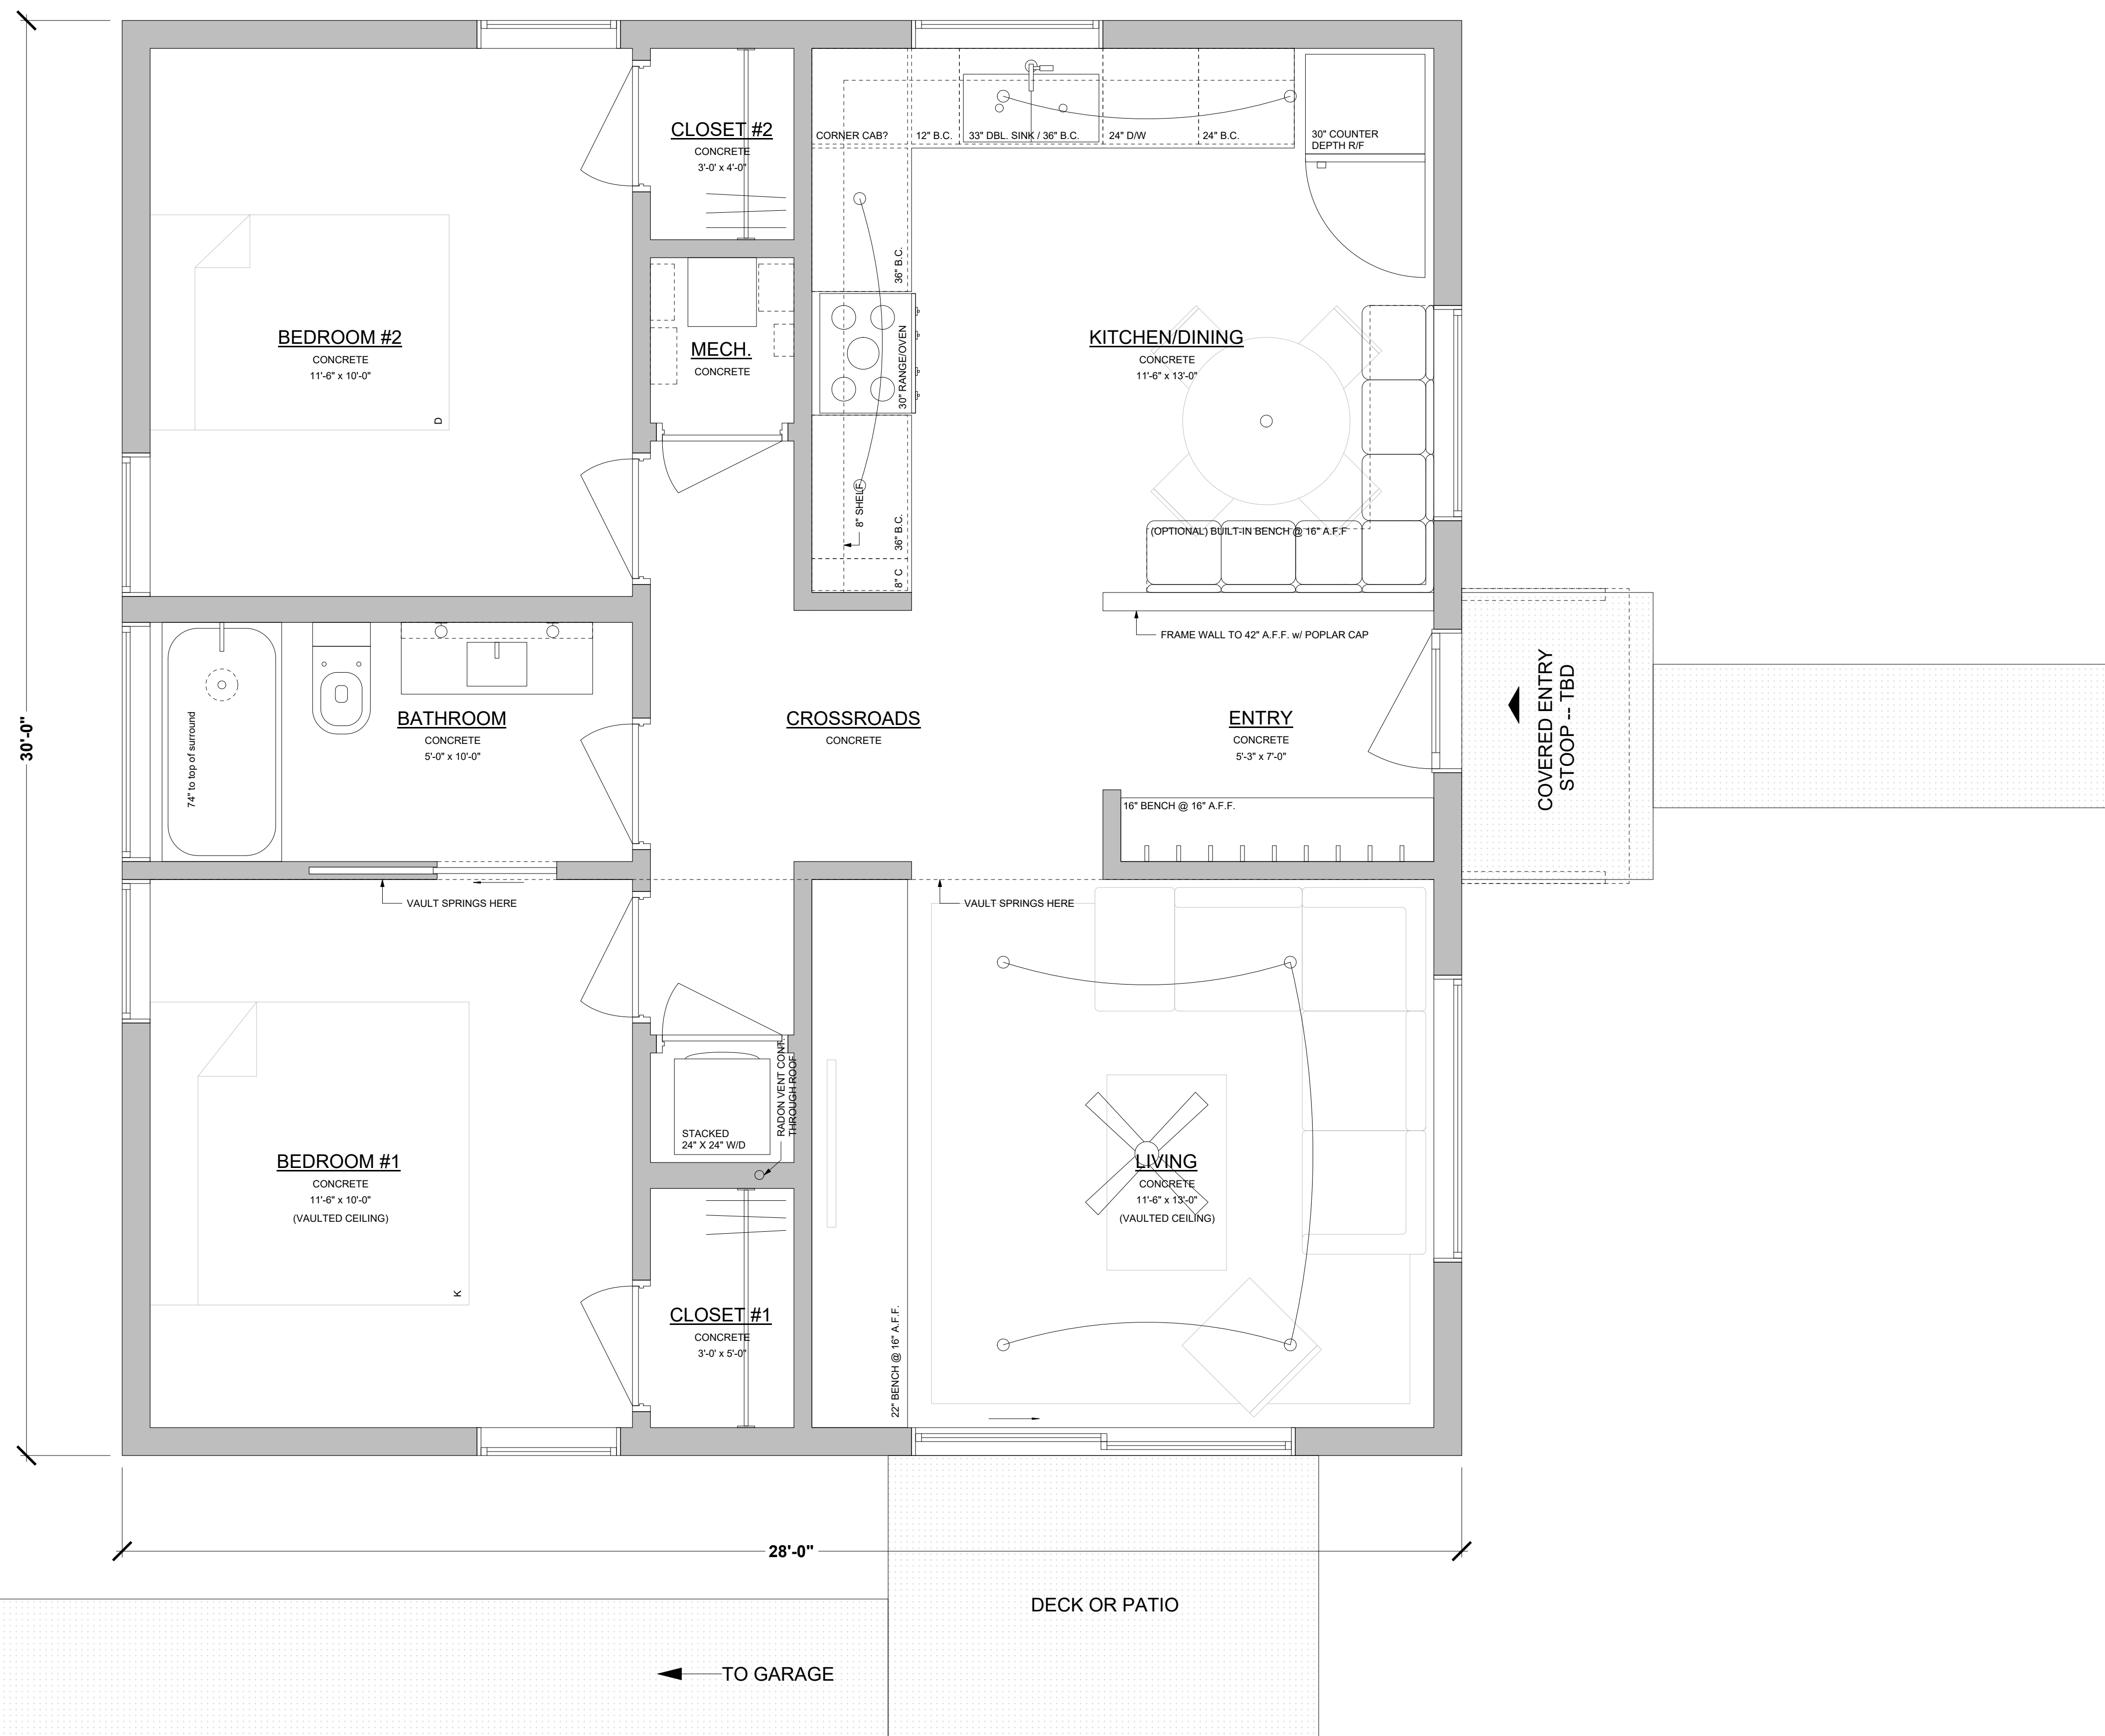 CLOSET #2
CONCRETE
3'-0' x 4'-0"
CORNER CAB?
12" B.C.
33" DBL. SINK / 36" B.C.
24" D/W
24" B.C.
30" COUNTER
DEPTH R/F
36" B.C.
30" RANGE/OVEN
8" SHELF
36" B.C.
8" C
BEDROOM #2
CONCRETE
11'-6" x 10'-0"
D
MECH.
CONCRETE
KITCHEN/DINING
CONCRETE
11'-6" x 13'-0"
(OPTIONAL) BUILT-IN BENCH @ 16" A.F.F
FRAME WALL TO 42" A.F.F. w/ POPLAR CAP
30'-0"
74" to top of surround
BATHROOM
CONCRETE
5'-0" x 10'-0"
CROSSROADS
CONCRETE
ENTRY
CONCRETE
5'-3" x 7'-0"
16" BENCH @ 16" A.F.F.
COVERED ENTRY
STOOP -- TBD
VAULT SPRINGS HERE
VAULT SPRINGS HERE
RADON VENT CONT.
THROUGH ROOF
STACKED
24" X 24" W/D
BEDROOM #1
CONCRETE
11'-6" x 10'-0"
(VAULTED CEILING)
K
LIVING
CONCRETE
11'-6" x 13'-0"
(VAULTED CEILING)
CLOSET #1
CONCRETE
3'-0' x 5'-0"
22" BENCH @ 16" A.F.F.
28'-0"
DECK OR PATIO
TO GARAGE